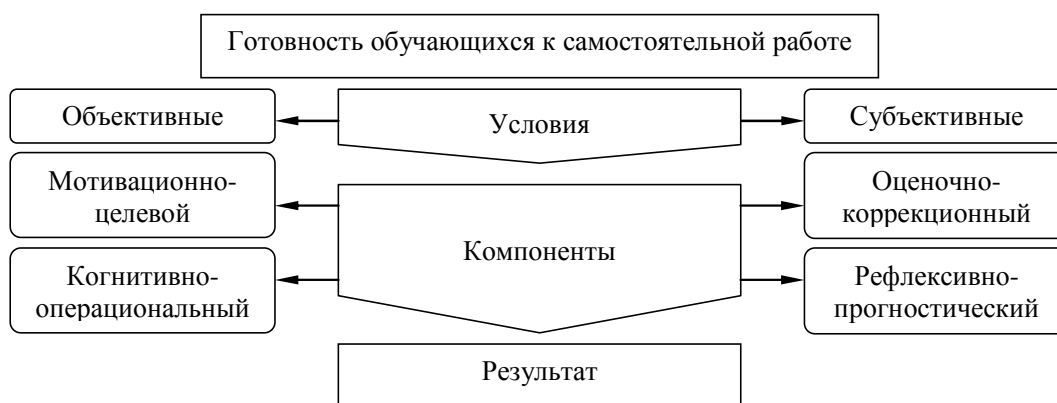 Готовность обучающихся к самостоятельной работе
Объективные
Условия
Субъективные
Мотивационно-
целевой
Оценочно-
коррекционный
Компоненты
Когнитивно-
операциональный
Рефлексивно-
прогностический
Результат